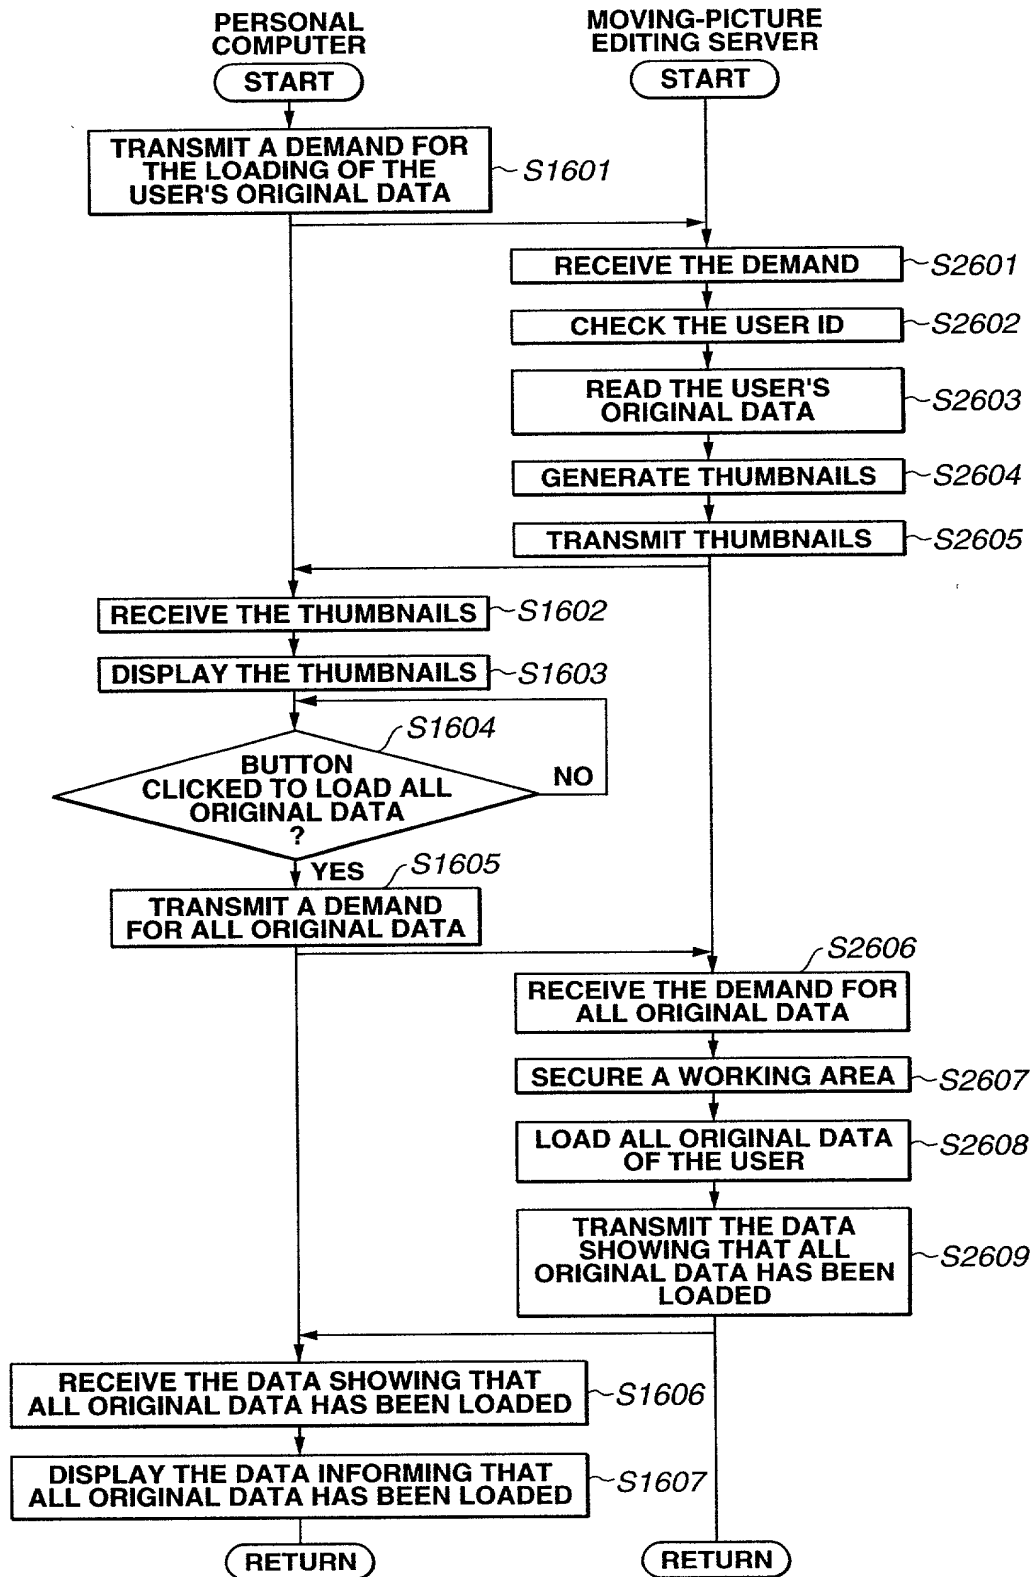 PERSONAL
COMPUTER
MOVING-PICTURE
EDITING SERVER
START
START
TRANSMIT A DEMAND FOR
THE LOADING OF THE
USER'S ORIGINAL DATA
S1601
RECEIVE THE DEMAND
S2601
CHECK THE USER ID
S2602
READ THE USER'S
ORIGINAL DATA
S2603
GENERATE THUMBNAILS
S2604
TRANSMIT THUMBNAILS
S2605
RECEIVE THE THUMBNAILS
S1602
DISPLAY THE THUMBNAILS
S1603
S1604
BUTTON
CLICKED TO LOAD ALL
ORIGINAL DATA
?
NO
YES
S1605
TRANSMIT A DEMAND
FOR ALL ORIGINAL DATA
S2606
RECEIVE THE DEMAND FOR
ALL ORIGINAL DATA
SECURE A WORKING AREA
S2607
LOAD ALL ORIGINAL DATA
OF THE USER
S2608
TRANSMIT THE DATA
SHOWING THAT ALL
ORIGINAL DATA HAS BEEN
LOADED
S2609
RECEIVE THE DATA SHOWING THAT
ALL ORIGINAL DATA HAS BEEN LOADED
S1606
DISPLAY THE DATA INFORMING THAT
ALL ORIGINAL DATA HAS BEEN LOADED
S1607
RETURN
RETURN